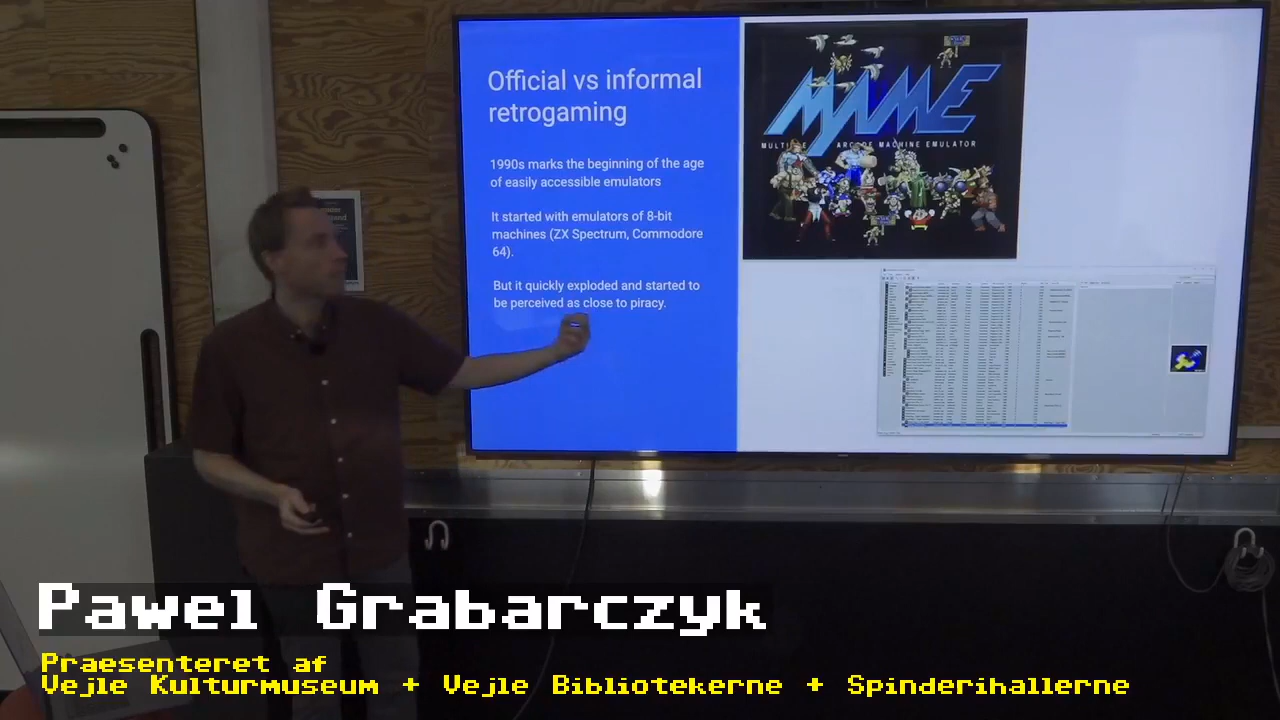 Official vs informal
retrogaming
1990s marks the beginning of the age
of easily accessible emulators
It started with emulators of 8-bit
machines (ZX Spectrum, Commodore
64).
But it quickly exploded and started to
be perceived as close to piracy.
MAME
MULTIPLE ARCADE MACHINE EMULATOR
Pawel Grabarczyk
Praesenteret af
Vejle Kulturmuseum + Vejle Bibliotekerne + Spinderihallerne